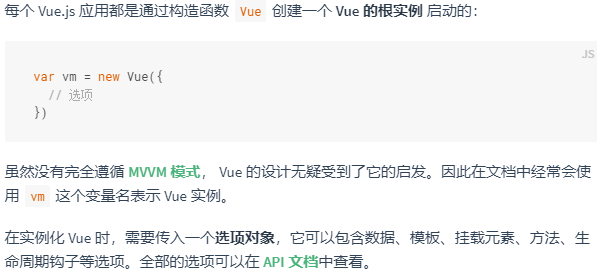 每个 Vue.js 应用都是通过构造函数 Vue 创建一个 Vue 的根实例 启动的：
JS
var vm = new Vue({
  // 选项
})
虽然没有完全遵循 MVVM 模式， Vue 的设计无疑受到了它的启发。因此在文档中经常会使
用 vm 这个变量名表示 Vue 实例。
在实例化 Vue 时，需要传入一个选项对象，它可以包含数据、模板、挂载元素、方法、生
命周期钩子等选项。全部的选项可以在 API 文档中查看。